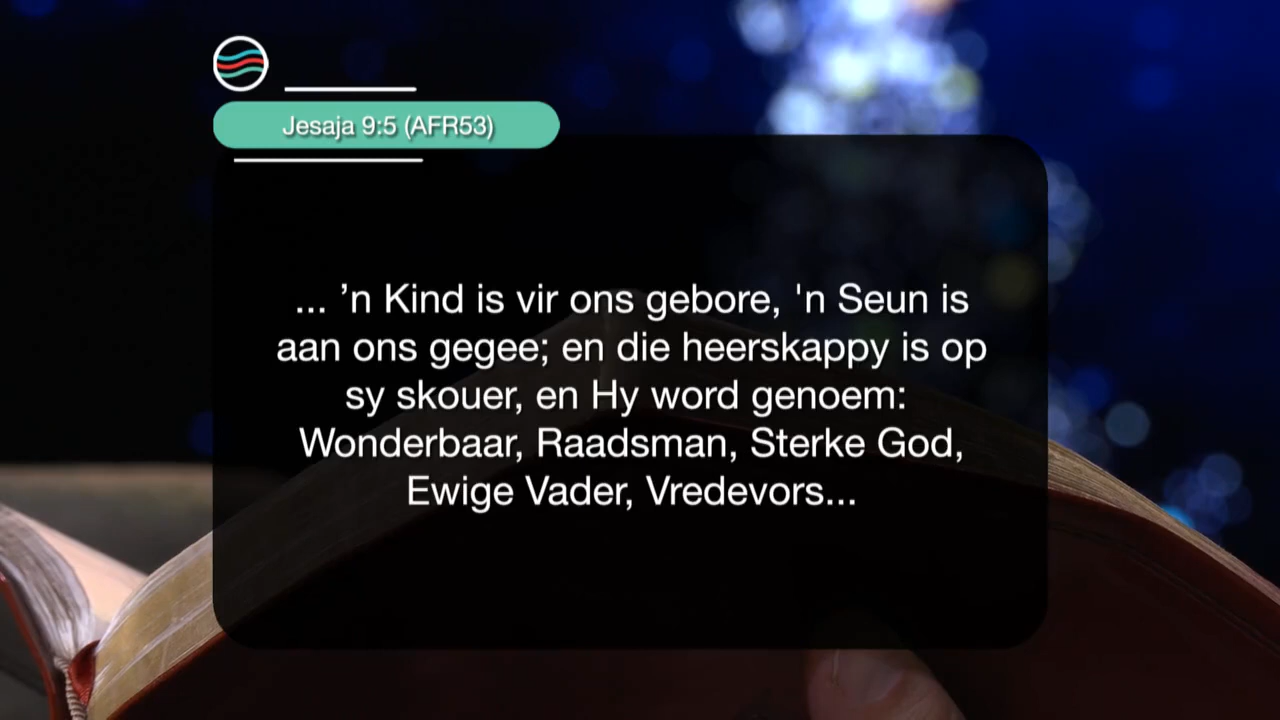 Jesaja 9:5 (AFR53)
... ’n Kind is vir ons gebore, 'n Seun is
aan ons gegee; en die heerskappy is op
sy skouer, en Hy word genoem:
Wonderbaar, Raadsman, Sterke God,
Ewige Vader, Vredevors...